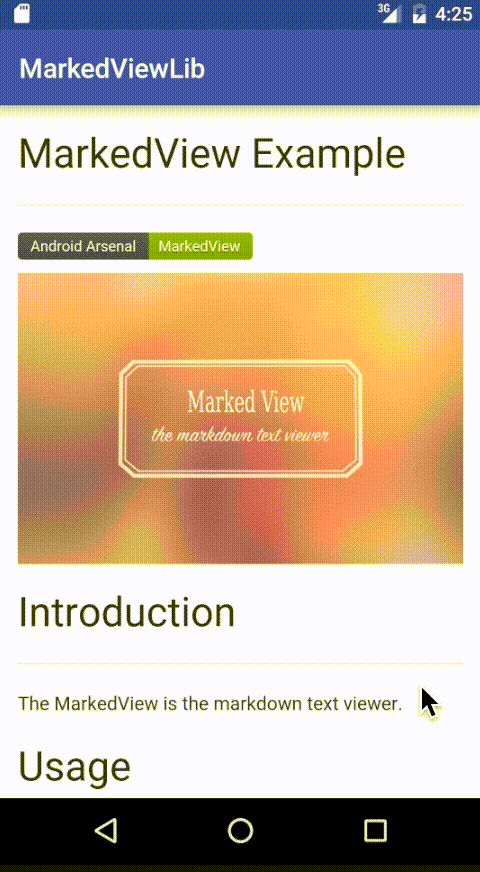 3G 4:25
MarkedViewLib
MarkedView Example
Android Arsenal MarkedView
Marked View
the markdown text viewer
Introduction
The MarkedView is the markdown text viewer.
Usage